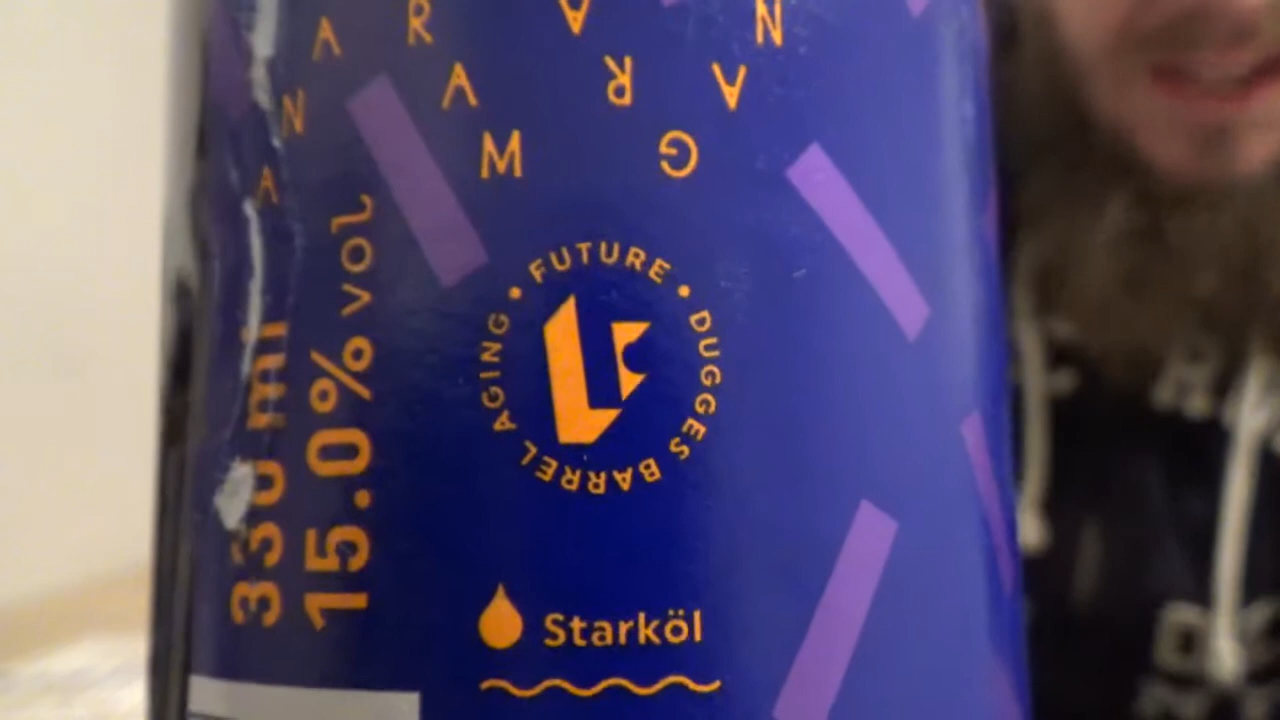 A R A N
N A R A
A M G
330 ml
15.0% vol
FUTURE • DUGGES BARREL AGING •
Starköl